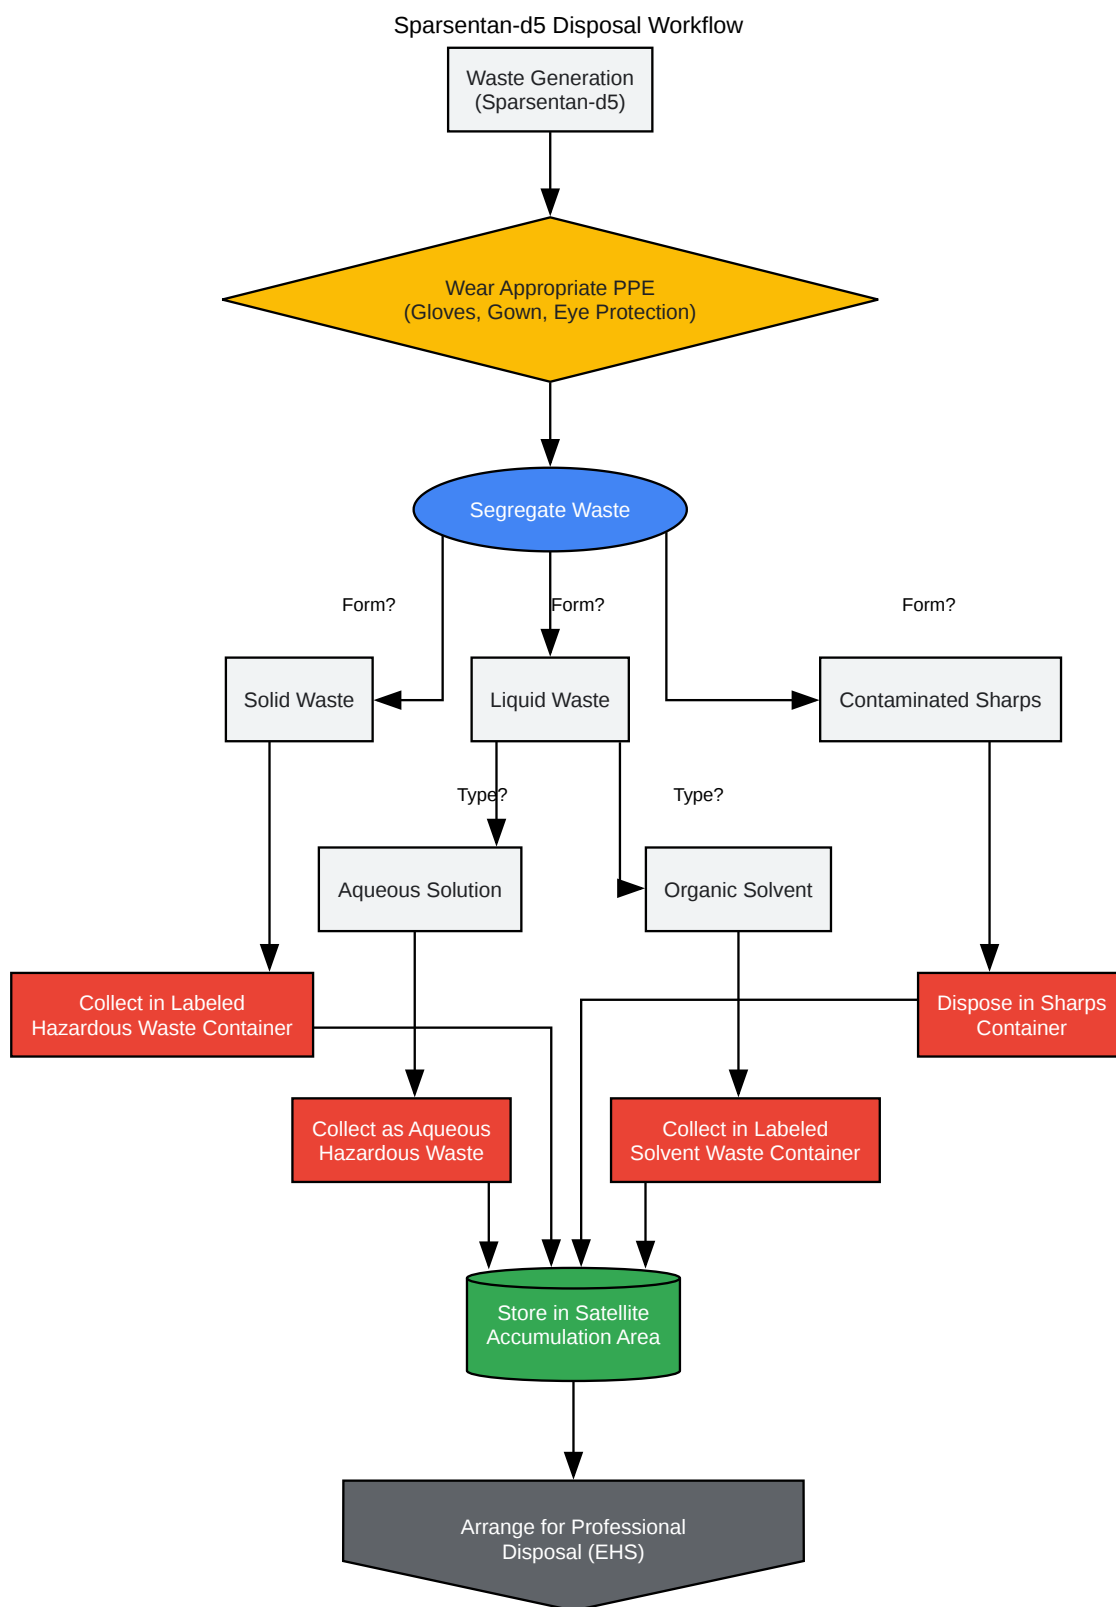 Sparsentan-d5 Disposal Workflow
Waste Generation
(Sparsentan-d5)
Wear Appropriate PPE
(Gloves, Gown, Eye Protection)
Segregate Waste
Form?
Form?
Form?
Solid Waste
Liquid Waste
Contaminated Sharps
Type?
Type?
Aqueous Solution
Organic Solvent
Collect in Labeled
Hazardous Waste Container
Dispose in Sharps
Container
Collect as Aqueous
Hazardous Waste
Collect in Labeled
Solvent Waste Container
Store in Satellite
Accumulation Area
Arrange for Professional
Disposal (EHS)